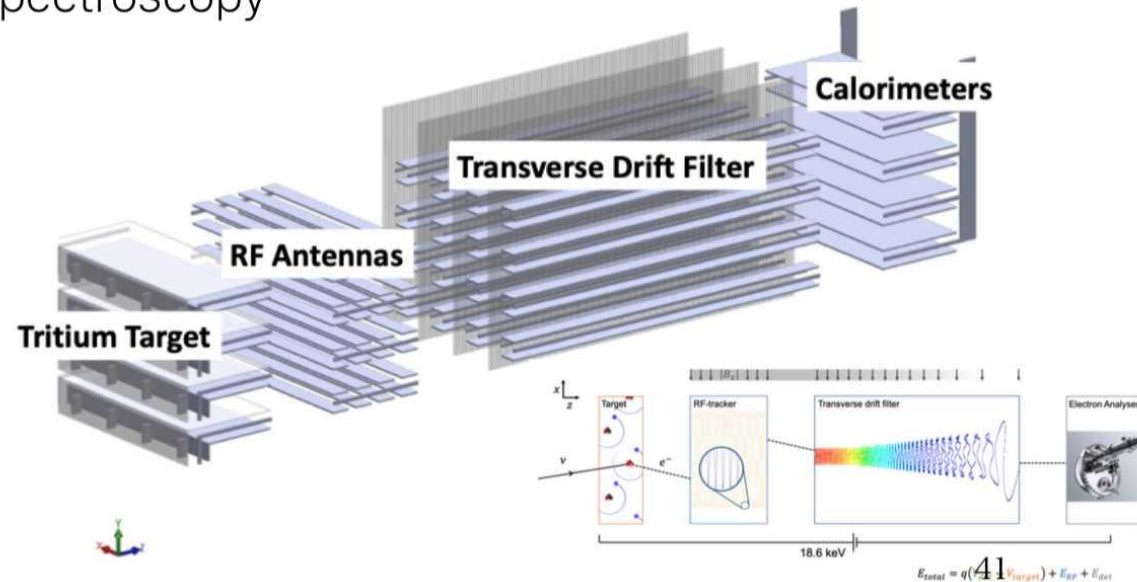 pectroscopy
Calorimeters
Transverse Drift Filter
RF Antennas
Tritium Target
Y
X Z
|Bx|
x
z
Target
RF-tracker
Transverse drift filter
Electron Analyse
ν
e⁻
18.6 keV
E_total = q( V_target) + E_RF + E_det
41